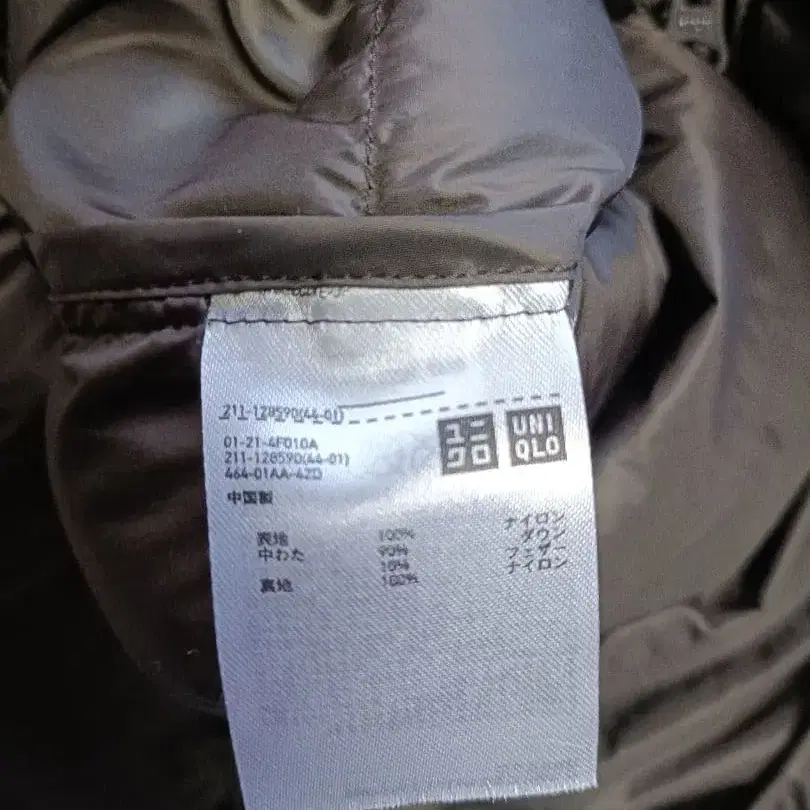 211-128590(44-01)
ユニ
クロ
UNI
QLO
01-21-4F010A
211-128590(44-01)
464-01AA-42D
中国製
表地 100% ナイロン
中わた 90% ダウン
10% フェザー
裏地 100% ナイロン